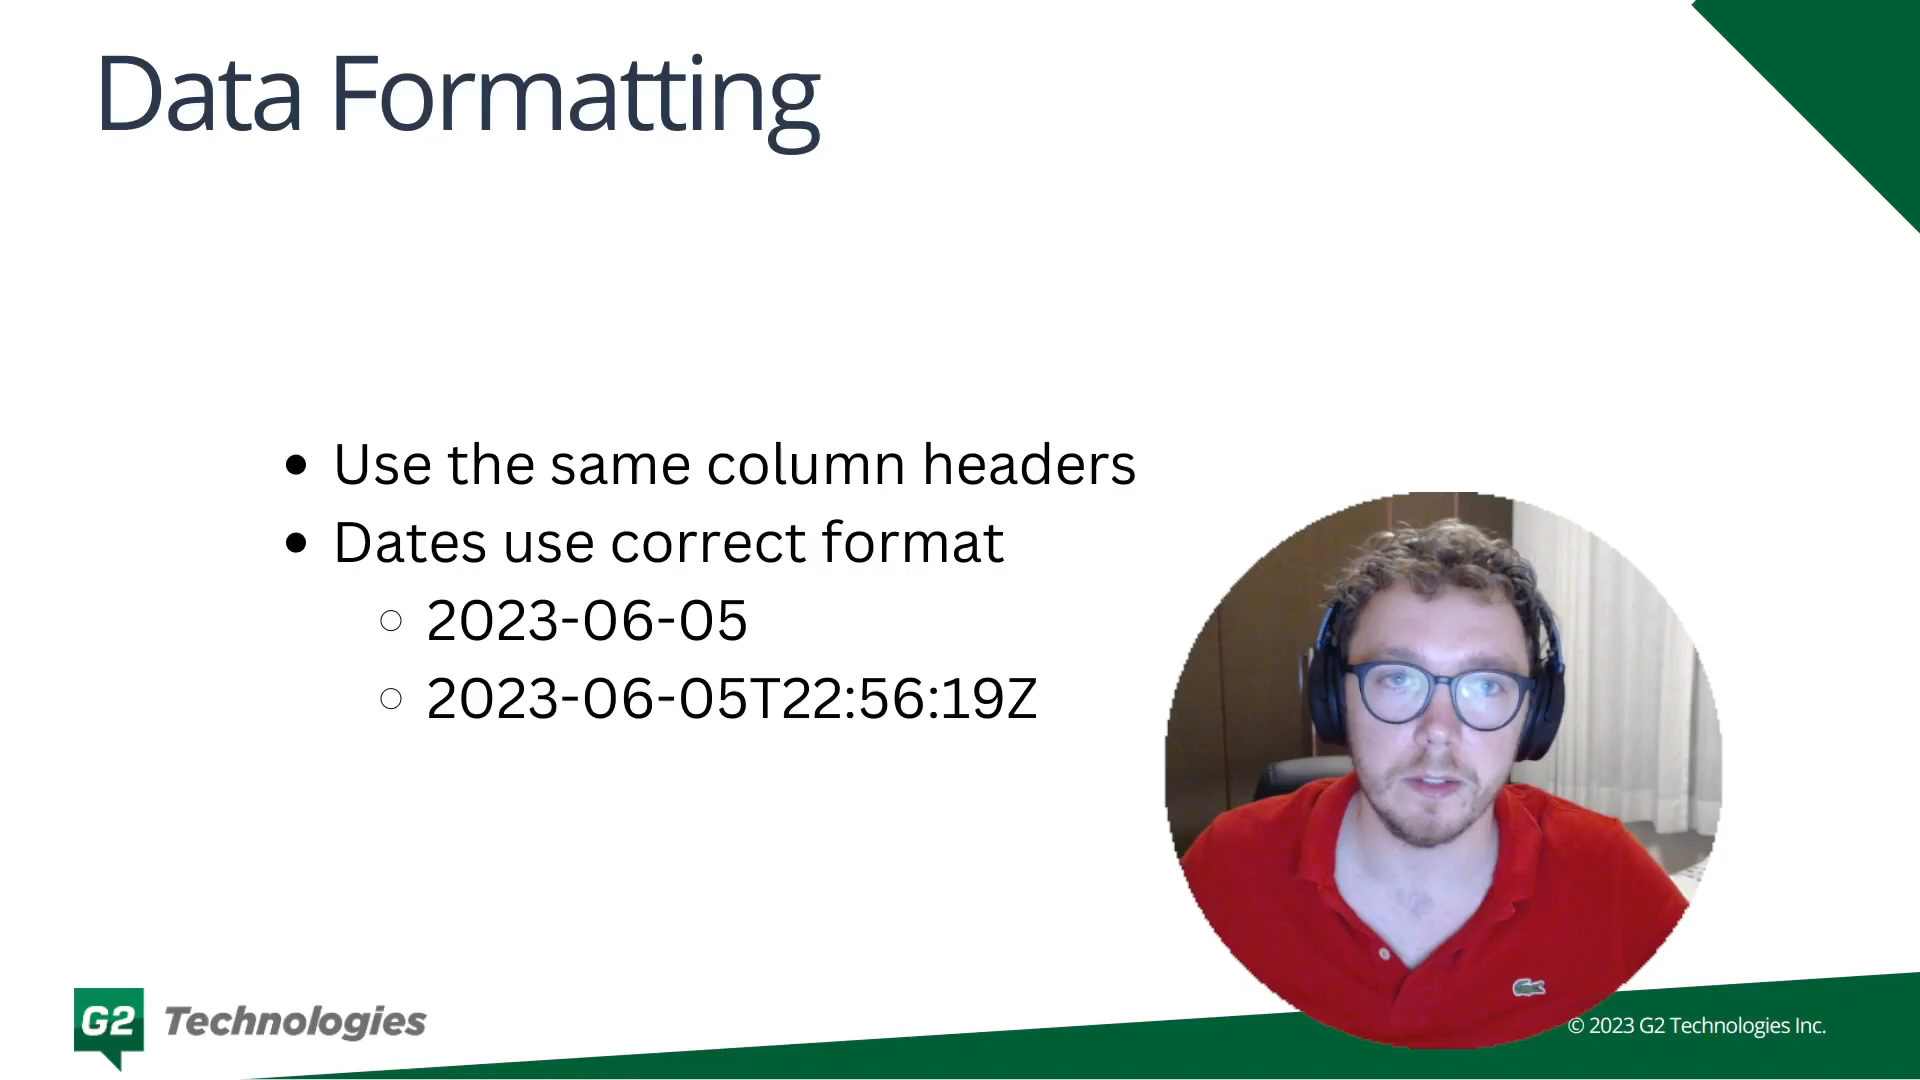 Data Formatting
Use the same column headers
Dates use correct format
2023-06-05
2023-06-05T22:56:19Z
G2 Technologies
© 2023 G2 Technologies Inc.